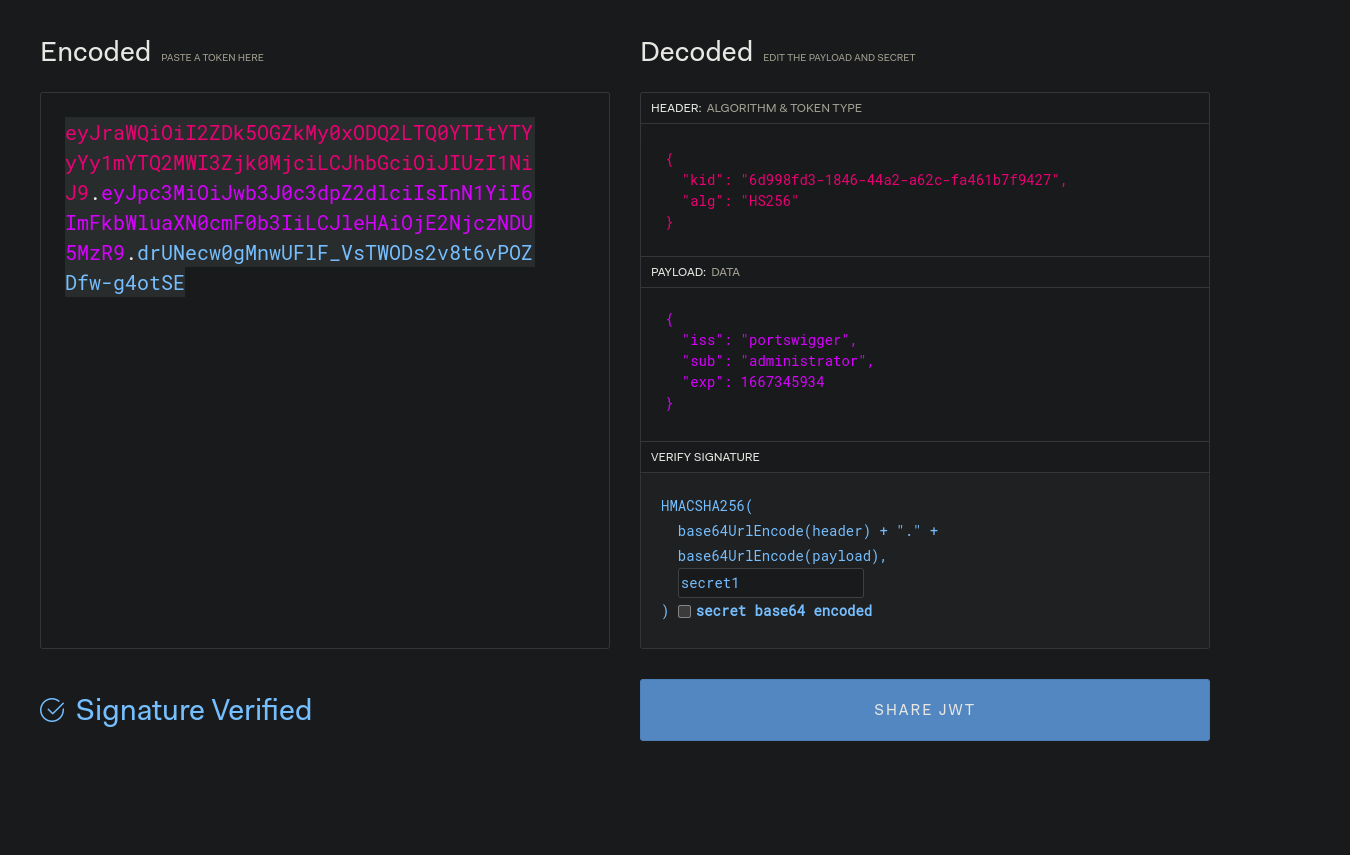 Encoded PASTE A TOKEN HERE
eyJraWQiOiI2ZDk5OGZkMy0xODQ2LTQ0YTItYTY
yYy1mYTQ2MWI3Zjk0MjciLCJhbGciOiJIUzI1Ni
J9.eyJpc3MiOiJwb3J0c3dpZ2dlciIsInN1YiI6
ImFkbWluaXN0cmF0b3IiLCJleHAiOjE2NjczNDU
5MzR9.drUNecw0gMnwUFlF_VsTWODs2v8t6vPOZ
Dfw-g4otSE
Signature Verified
Decoded EDIT THE PAYLOAD AND SECRET
HEADER: ALGORITHM & TOKEN TYPE
{
"kid": "6d998fd3-1846-44a2-a62c-fa461b7f9427",
"alg": "HS256"
}
PAYLOAD: DATA
{
"iss": "portswigger",
"sub": "administrator",
"exp": 1667345934
}
VERIFY SIGNATURE
HMACSHA256(
base64UrlEncode(header) + "." +
base64UrlEncode(payload),
secret1
) secret base64 encoded
SHARE JWT